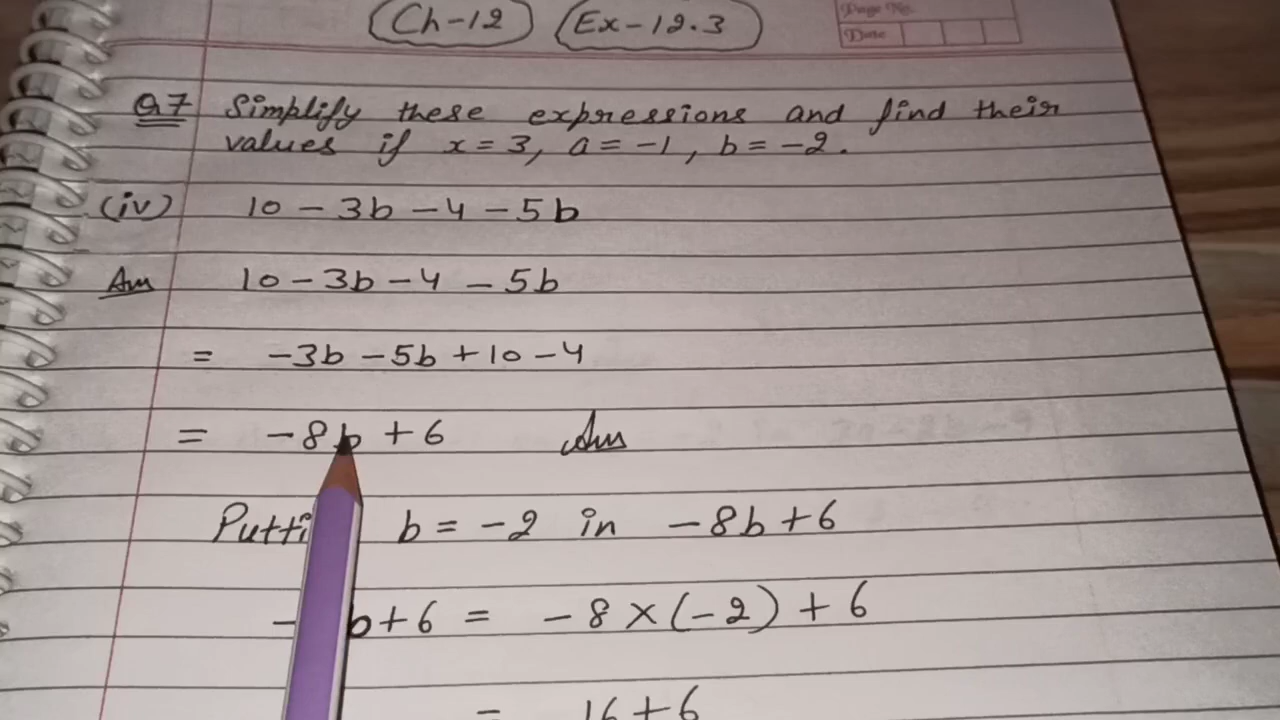 Ch-12 Ex-12.3
Page No.
Date
Q7 Simplify these expressions and find their
values if x = 3, a = -1, b = -2.
(iv) 10 - 3b - 4 - 5b
Ans 10 - 3b - 4 - 5b
= -3b - 5b + 10 - 4
= -8b + 6 Ans
Putti b = -2 in -8b + 6
- b + 6 = -8 × (-2) + 6
= 16 + 6